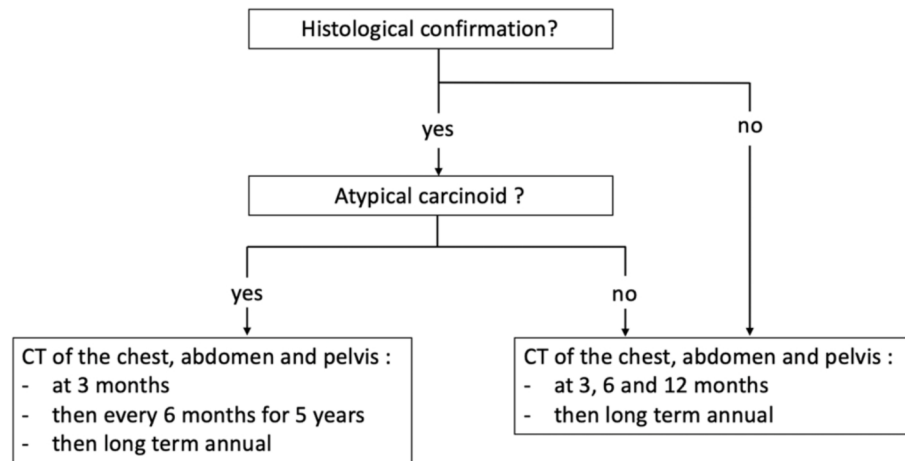 Histological confirmation?
yes
no
Atypical carcinoid ?
yes
no
CT of the chest, abdomen and pelvis :
- at 3 months
- then every 6 months for 5 years
- then long term annual
CT of the chest, abdomen and pelvis :
- at 3, 6 and 12 months
- then long term annual